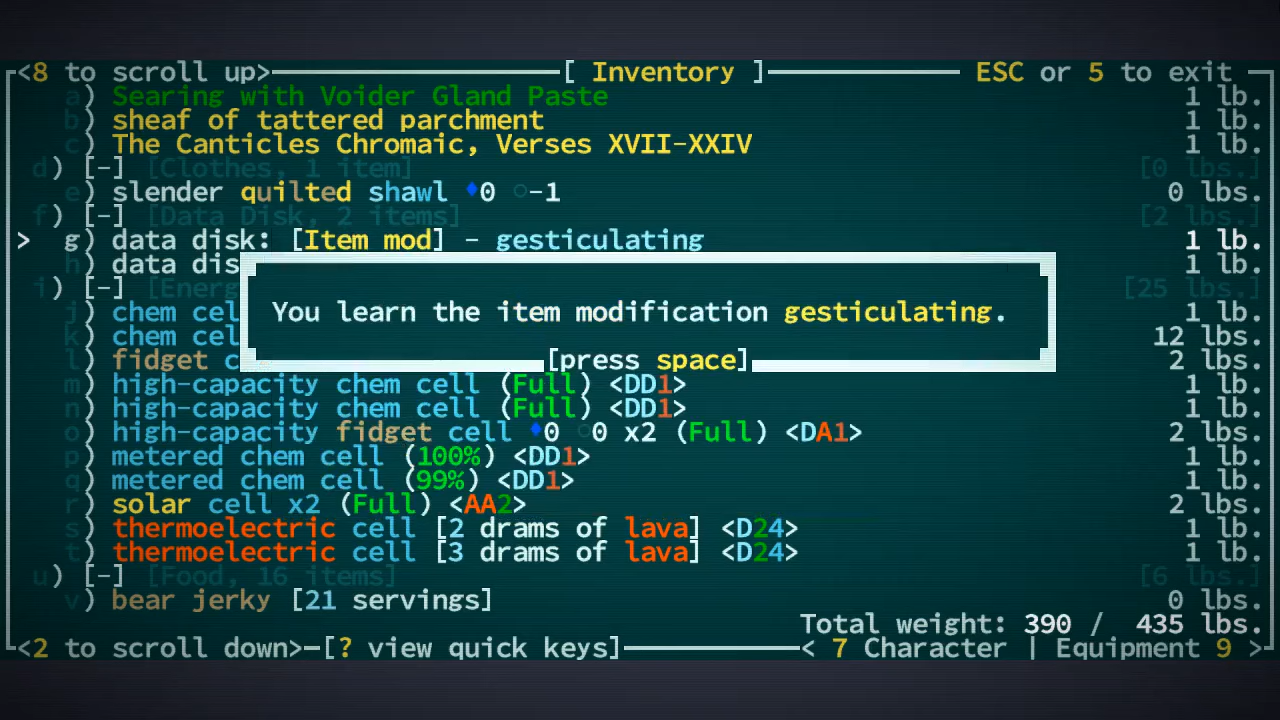 <8 to scroll up> [ Inventory ] ESC or 5 to exit
a) Searing with Voider Gland Paste 1 lb.
b) sheaf of tattered parchment 1 lb.
c) The Canticles Chromaic, Verses XVII-XXIV 1 lb.
d) [-] [Clothes, 1 item] [0 lbs.]
e) slender quilted shawl ♦0 ○-1 0 lbs.
f) [-] [Data Disk, 2 items] [2 lbs.]
> g) data disk: [Item mod] - gesticulating 1 lb.
h) data dis 1 lb.
i) [-] [Ener [25 lbs.]
You learn the item modification gesticulating.
j) chem cel 1 lb.
k) chem cel 12 lbs.
l) fidget c 2 lbs.
[press space]
m) high-capacity chem cell (Full) <DD1> 1 lb.
n) high-capacity chem cell (Full) <DD1> 1 lb.
o) high-capacity fidget cell ♦0 ○0 x2 (Full) <DA1> 2 lbs.
p) metered chem cell (100%) <DD1> 1 lb.
q) metered chem cell (99%) <DD1> 1 lb.
r) solar cell x2 (Full) <AA2> 2 lbs.
s) thermoelectric cell [2 drams of lava] <D24> 1 lb.
t) thermoelectric cell [3 drams of lava] <D24> 1 lb.
u) [-] [Food, 16 items] [6 lbs.]
v) bear jerky [21 servings] 0 lbs.
Total weight: 390 / 435 lbs.
<2 to scroll down> [? view quick keys] < 7 Character | Equipment 9 >